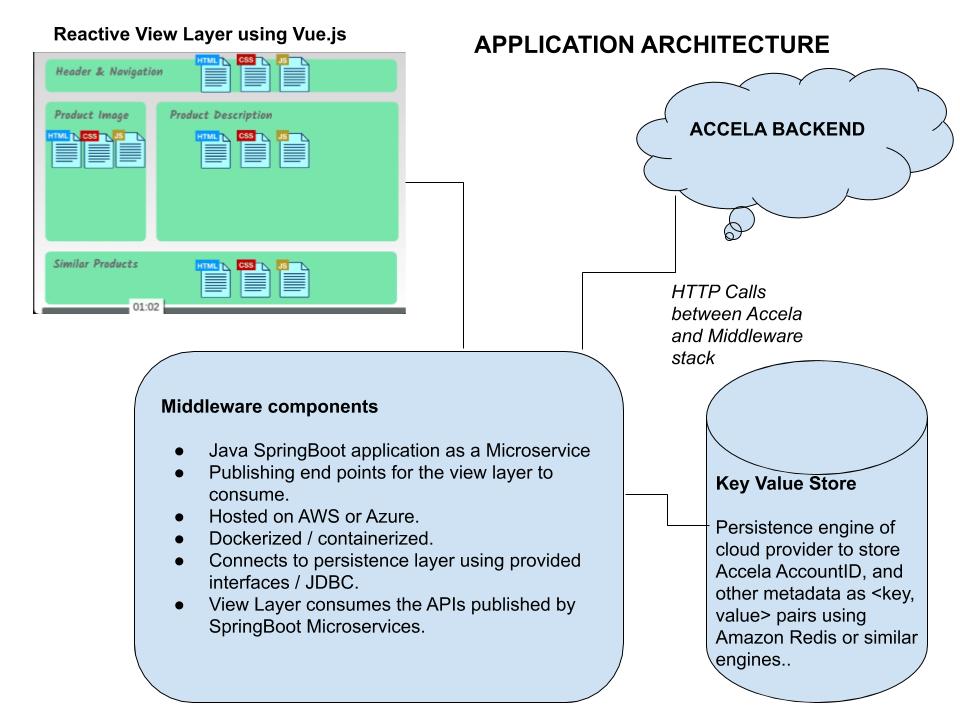 Reactive View Layer using Vue.js
APPLICATION ARCHITECTURE
HTML CSS JS
Header & Navigation
Product Image
Product Description
HTML CSS JS
HTML CSS JS
Similar Products
HTML CSS JS
01:02
ACCELA BACKEND
HTTP Calls
between Accela
and Middleware
stack
Middleware components
● Java SpringBoot application as a Microservice
● Publishing end points for the view layer to
consume.
● Hosted on AWS or Azure.
● Dockerized / containerized.
● Connects to persistence layer using provided
interfaces / JDBC.
● View Layer consumes the APIs published by
SpringBoot Microservices.
Key Value Store
Persistence engine of
cloud provider to store
Accela AccountID, and
other metadata as <key,
value> pairs using
Amazon Redis or similar
engines..